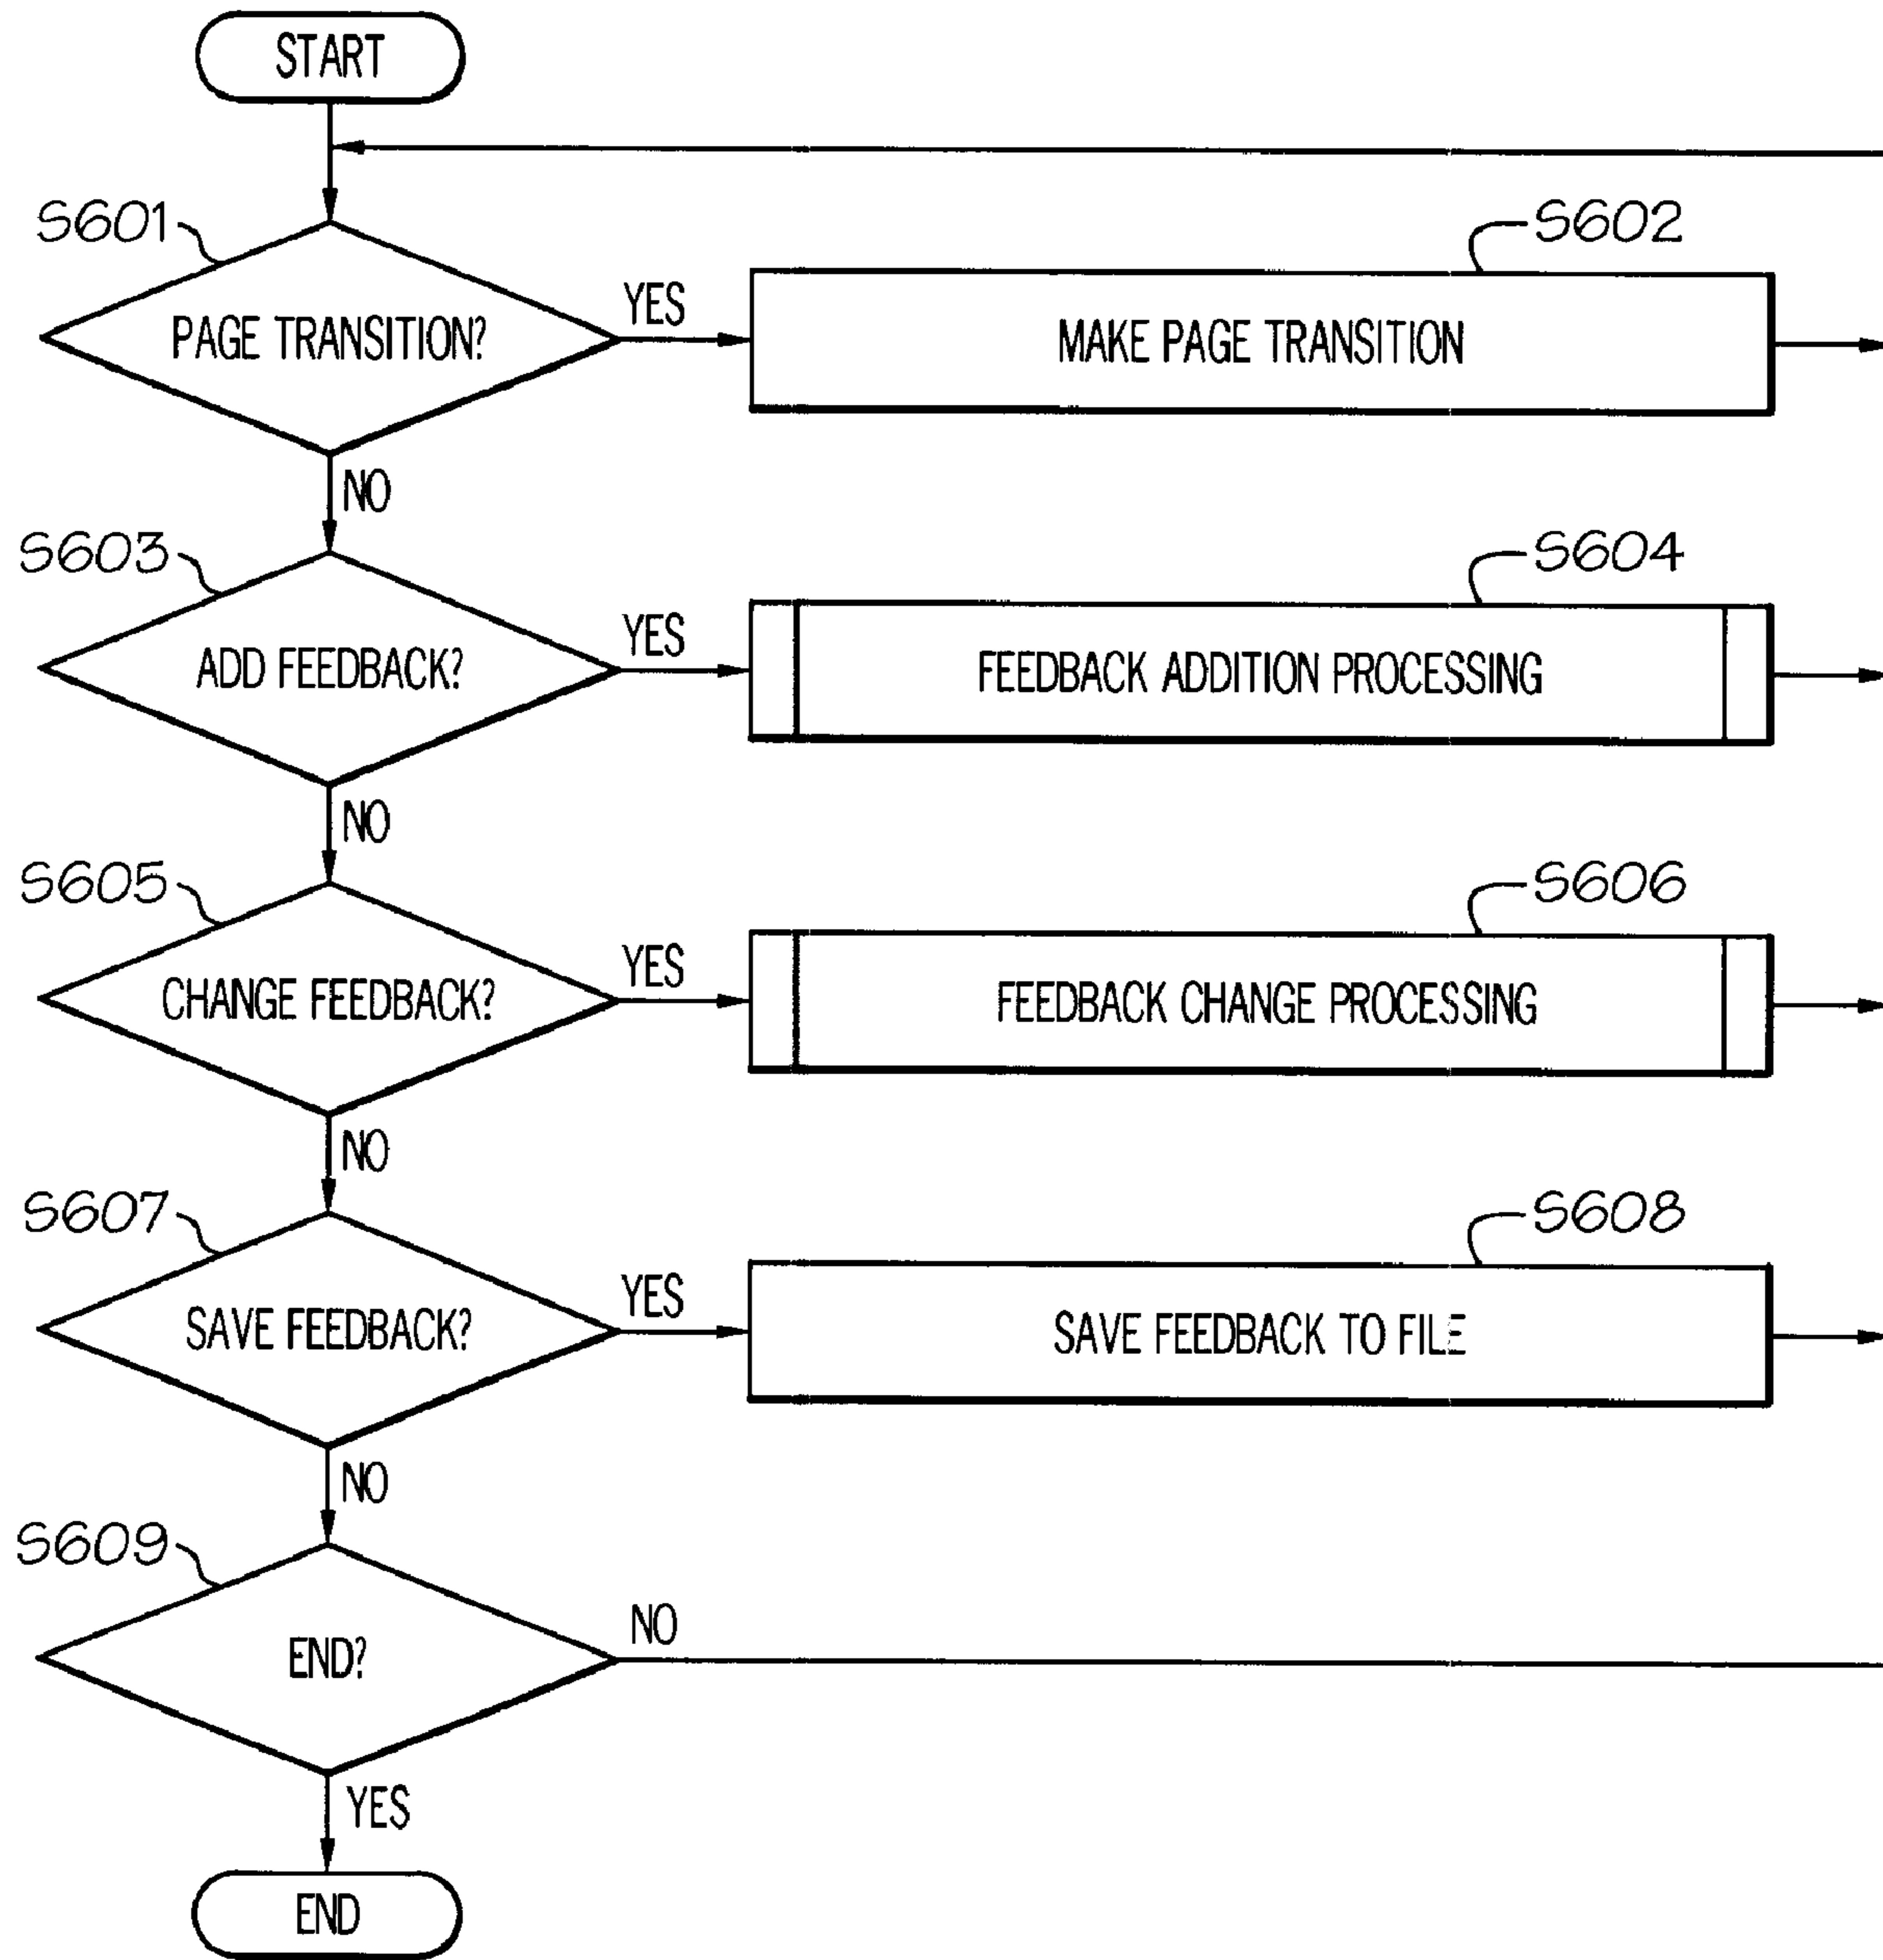 START
S601
S602
PAGE TRANSITION?
YES
MAKE PAGE TRANSITION
NO
S603
S604
ADD FEEDBACK?
YES
FEEDBACK ADDITION PROCESSING
NO
S605
S606
CHANGE FEEDBACK?
YES
FEEDBACK CHANGE PROCESSING
NO
S607
S608
SAVE FEEDBACK?
YES
SAVE FEEDBACK TO FILE
NO
S609
END?
NO
YES
END